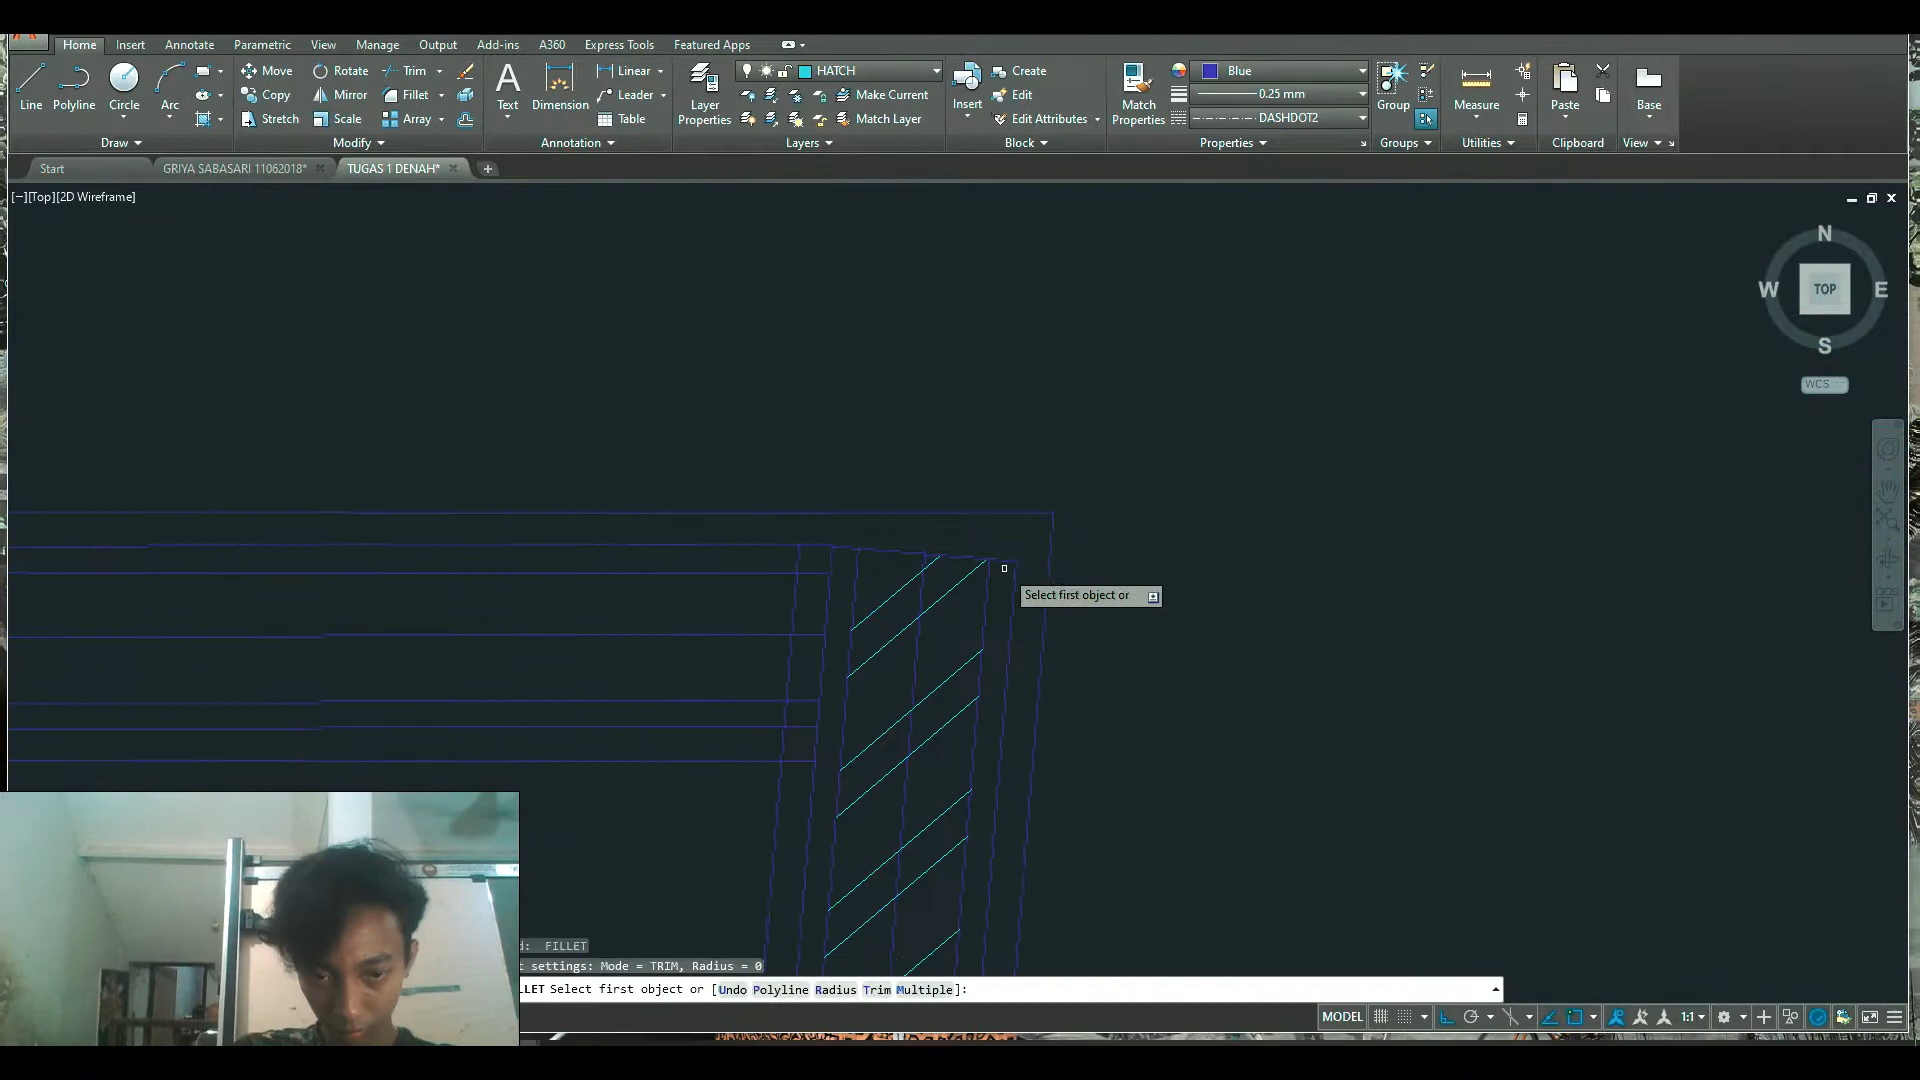 Home Insert Annotate Parametric View Manage Output Add-ins A360 Express Tools Featured Apps
Line Polyline Circle Arc
Move Rotate Trim
Copy Mirror Fillet
Stretch Scale Array
Text Dimension
Linear
Leader
Table
Layer Properties
HATCH
Make Current
Match Layer
Insert
Create
Edit
Edit Attributes
Match Properties
Blue
0.25 mm
DASHDOT2
Group
Measure
Paste
Base
Draw Modify Annotation Layers Block Properties Groups Utilities Clipboard View
Start GRIYA SABASARI 11062018* TUGAS 1 DENAH*
[−][Top][2D Wireframe]
N
W TOP E
S
WCS
Select first object or
d: FILLET
t settings: Mode = TRIM, Radius = 0
LLET Select first object or [Undo Polyline Radius Trim Multiple]:
MODEL 1:1